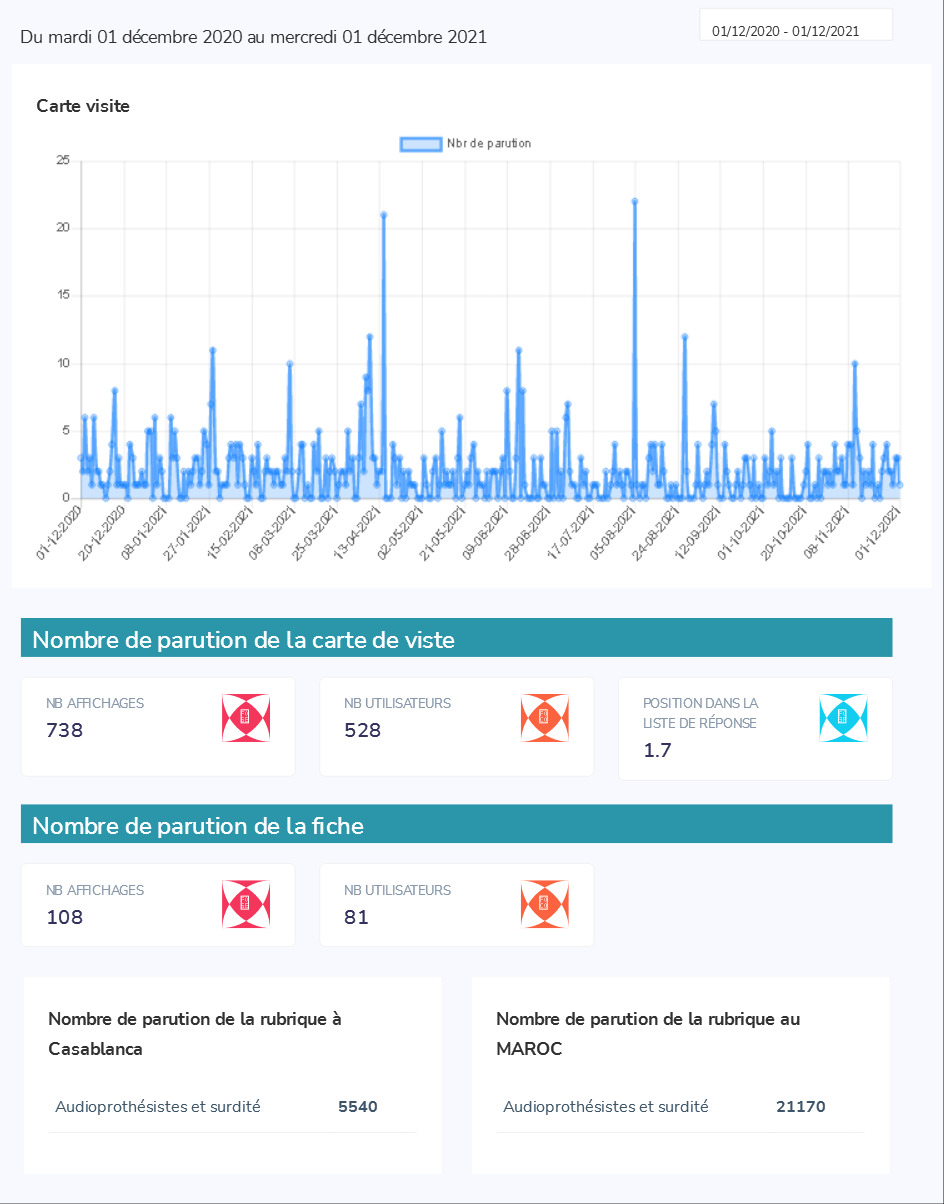 Du mardi 01 décembre 2020 au mercredi 01 décembre 2021
01/12/2020 - 01/12/2021
Carte visite
Nbr de parution
25
20
15
10
5
0
01-12-2020
20-12-2020
08-01-2021
27-01-2021
15-02-2021
08-03-2021
25-03-2021
13-04-2021
02-05-2021
21-05-2021
09-08-2021
28-08-2021
17-07-2021
05-08-2021
24-08-2021
12-09-2021
01-10-2021
20-10-2021
08-11-2021
01-12-2021
Nombre de parution de la carte de viste
NB AFFICHAGES
738
NB UTILISATEURS
528
POSITION DANS LA
LISTE DE RÉPONSE
1.7
Nombre de parution de la fiche
NB AFFICHAGES
108
NB UTILISATEURS
81
Nombre de parution de la rubrique à
Casablanca
Audioprothésistes et surdité 5540
Nombre de parution de la rubrique au
MAROC
Audioprothésistes et surdité 21170